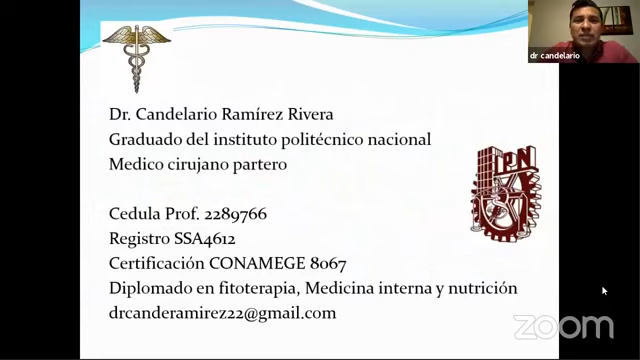 dr candelario
Dr. Candelario Ramírez Rivera
Graduado del instituto politécnico nacional
Medico cirujano partero
IPN
Cedula Prof. 2289766
Registro SSA4612
Certificación CONAMEGE 8067
Diplomado en fitoterapia, Medicina interna y nutrición
drcanderamirez22@gmail.com
zoom